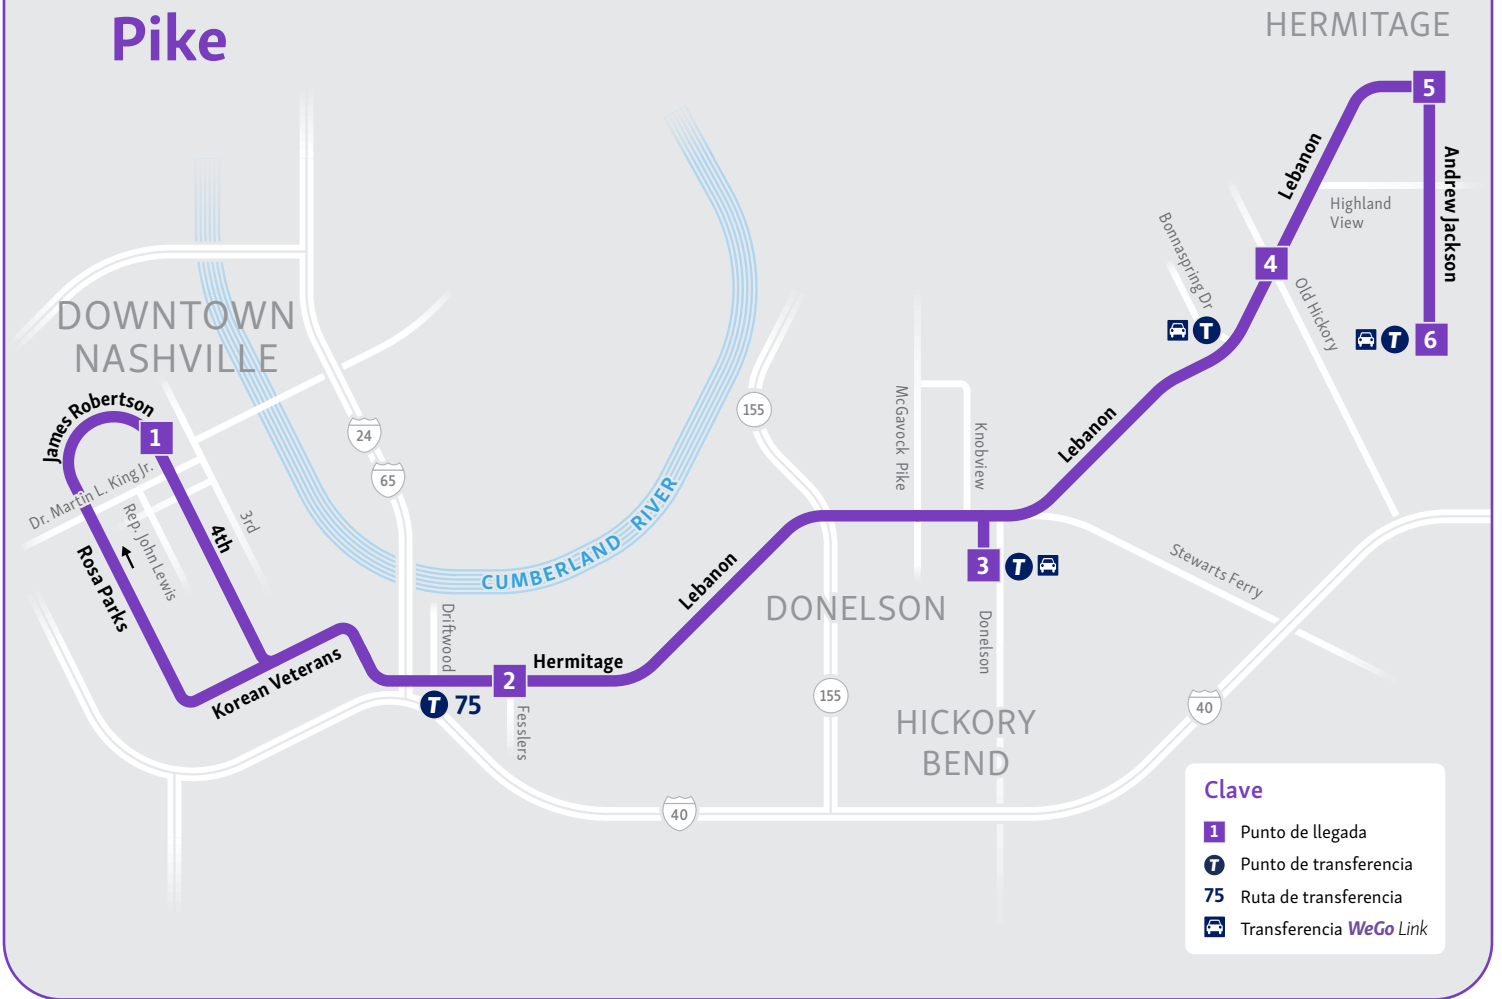 Pike
HERMITAGE
5
Lebanon
Andrew Jackson
Highland
View
Bonnaspring Dr
4
Old Hickory
T
T
6
DOWNTOWN
NASHVILLE
James Robertson
1
24
155
McGavock Pike
Knobview
Lebanon
65
Dr. Martin L. King Jr.
Rep. John Lewis
3rd
4th
Rosa Parks
CUMBERLAND RIVER
Lebanon
3
T
Stewarts Ferry
DONELSON
Donelson
Driftwood
Korean Veterans
2
Hermitage
T 75
Fesslers
155
HICKORY
BEND
40
40
Clave
1 Punto de llegada
T Punto de transferencia
75 Ruta de transferencia
Transferencia WeGo Link